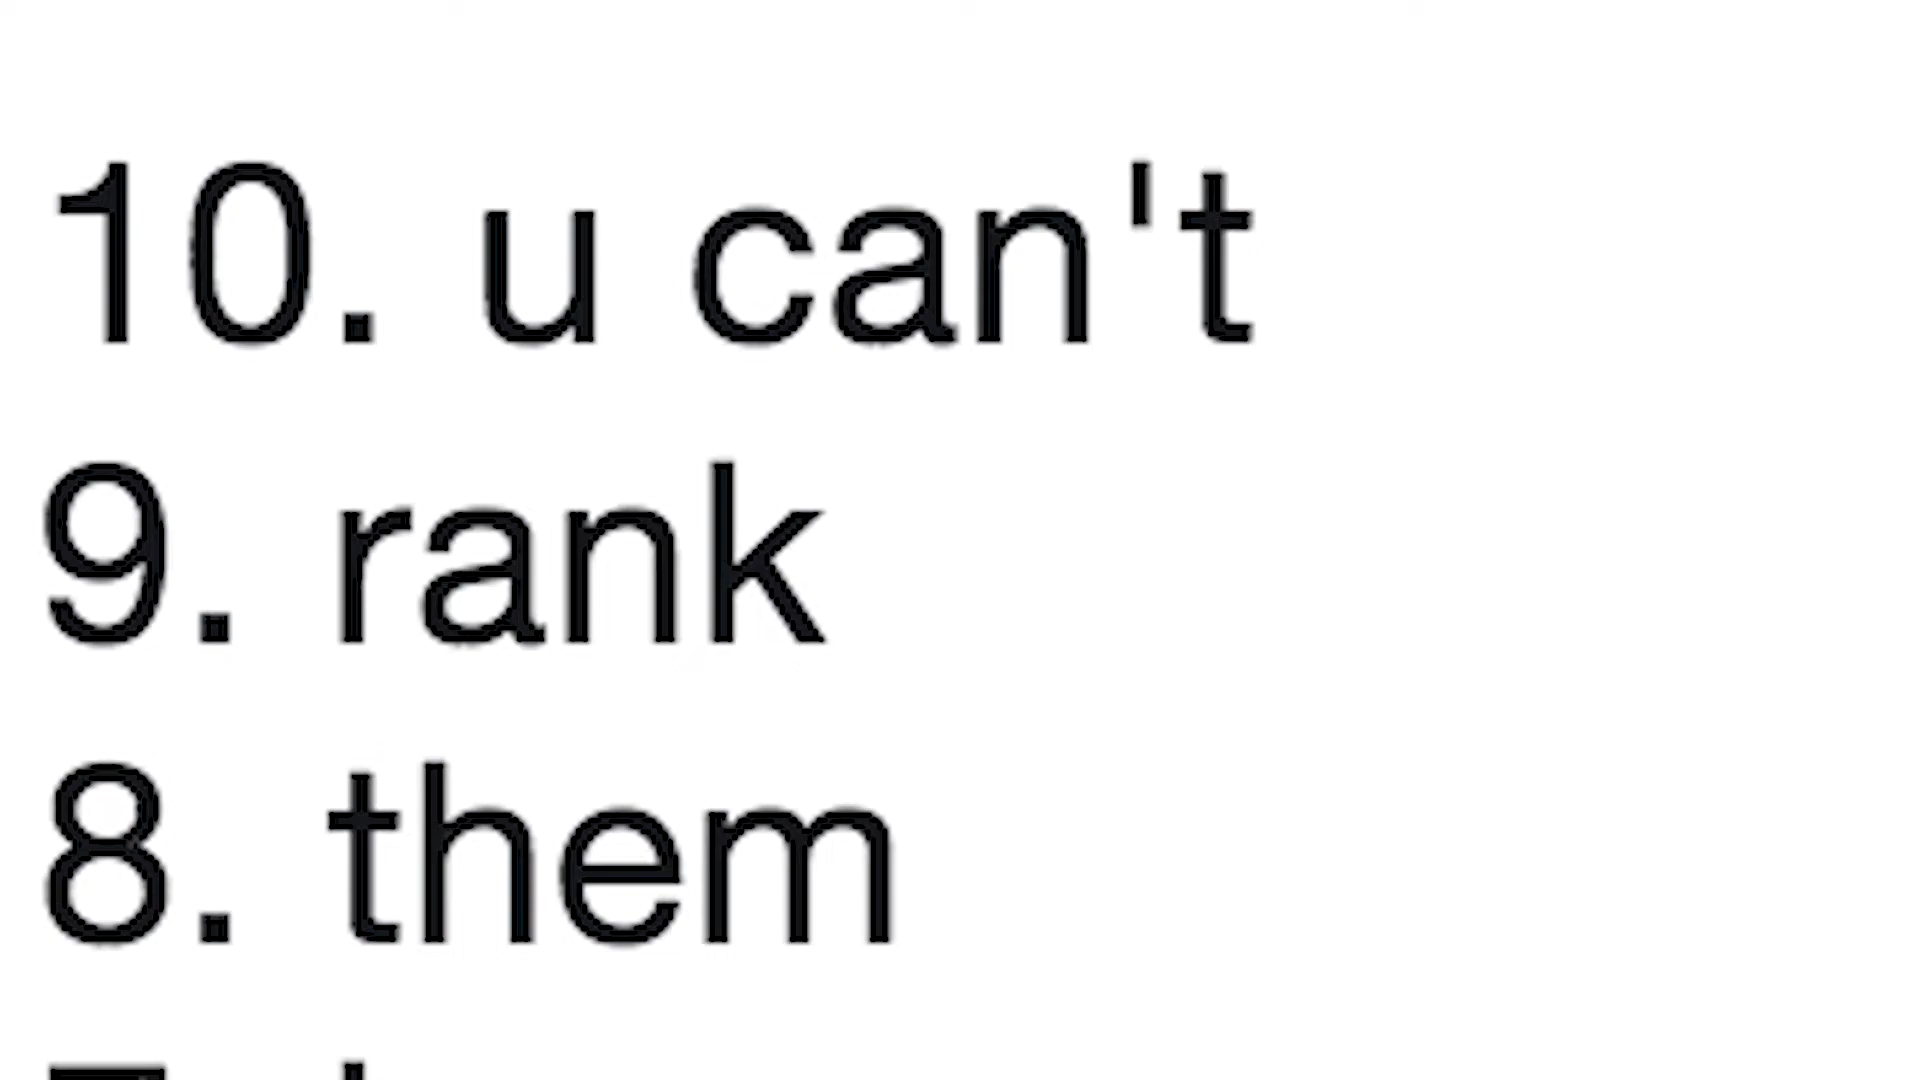 10. u can't
9. rank
8. them